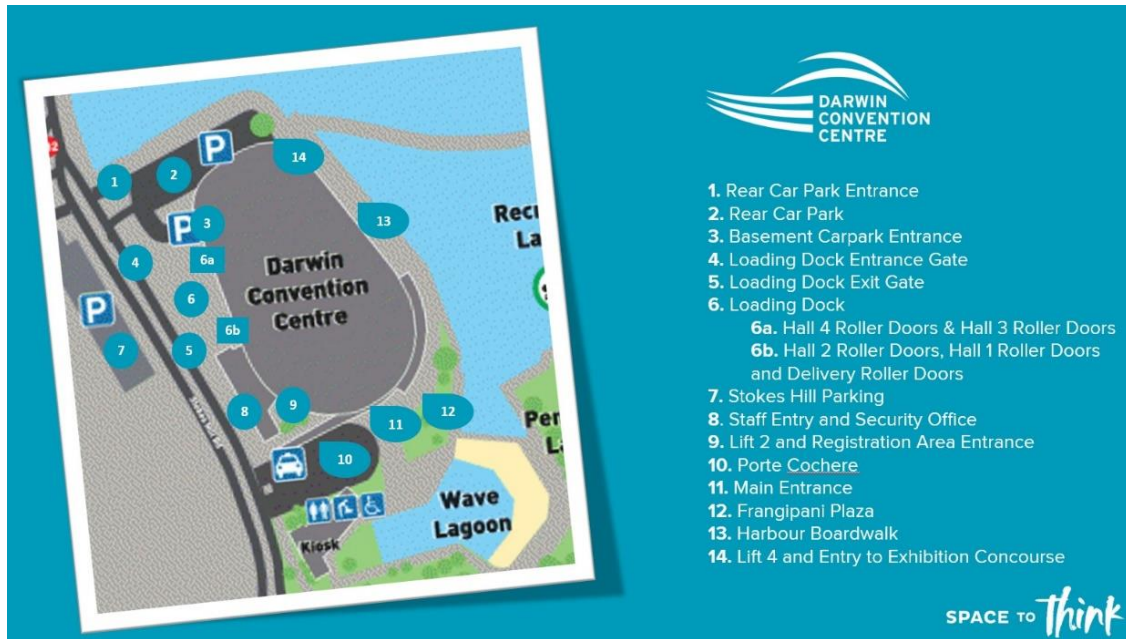 1
2
P
14
P
3
13
Recr
La
4
6a
Darwin
Convention
Centre
6
P
7
5
6b
8
9
11
12
Per
L
10
Wave
Lagoon
Kiosk
DARWIN
CONVENTION
CENTRE
1. Rear Car Park Entrance
2. Rear Car Park
3. Basement Carpark Entrance
4. Loading Dock Entrance Gate
5. Loading Dock Exit Gate
6. Loading Dock
6a. Hall 4 Roller Doors & Hall 3 Roller Doors
6b. Hall 2 Roller Doors, Hall 1 Roller Doors
and Delivery Roller Doors
7. Stokes Hill Parking
8. Staff Entry and Security Office
9. Lift 2 and Registration Area Entrance
10. Porte Cochere
11. Main Entrance
12. Frangipani Plaza
13. Harbour Boardwalk
14. Lift 4 and Entry to Exhibition Concourse
SPACE TO Think